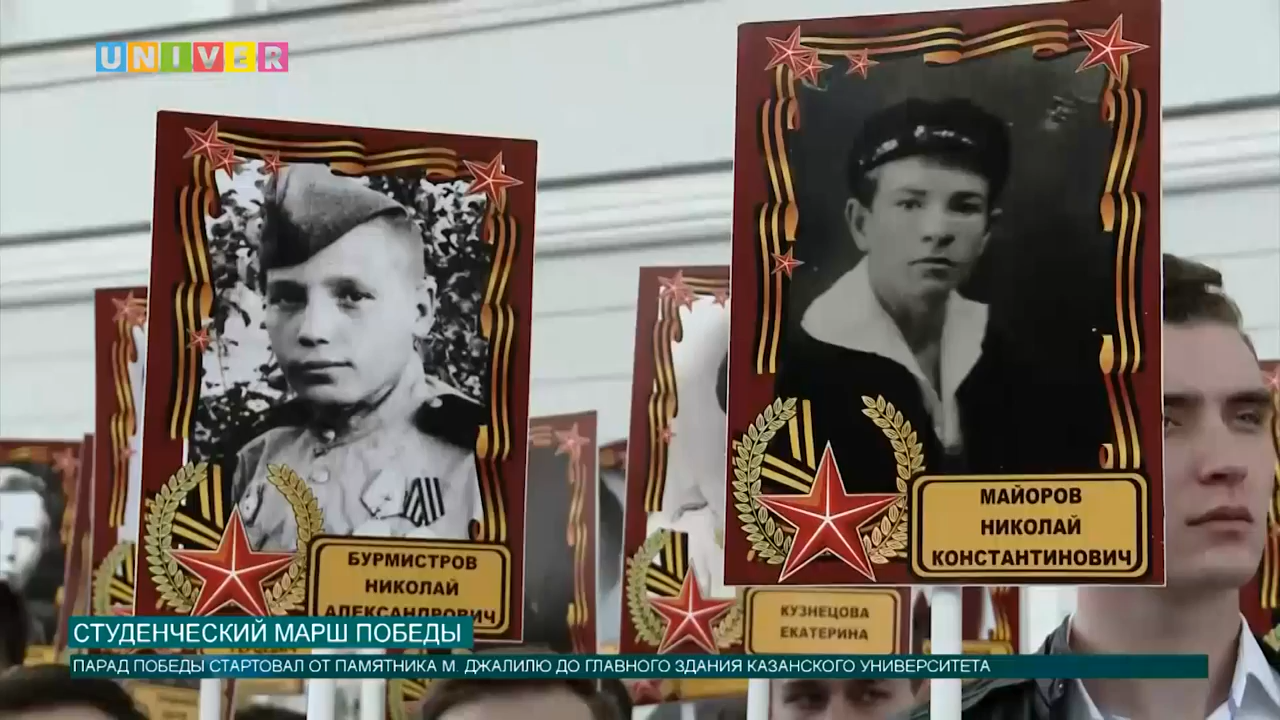 UNIVER
БУРМИСТРОВ
НИКОЛАЙ
АЛЕКСАНДРОВИЧ
МАЙОРОВ
НИКОЛАЙ
КОНСТАНТИНОВИЧ
КУЗНЕЦОВА
ЕКАТЕРИНА
СТУДЕНЧЕСКИЙ МАРШ ПОБЕДЫ
ПАРАД ПОБЕДЫ СТАРТОВАЛ ОТ ПАМЯТНИКА М. ДЖАЛИЛЮ ДО ГЛАВНОГО ЗДАНИЯ КАЗАНСКОГО УНИВЕРСИТЕТА